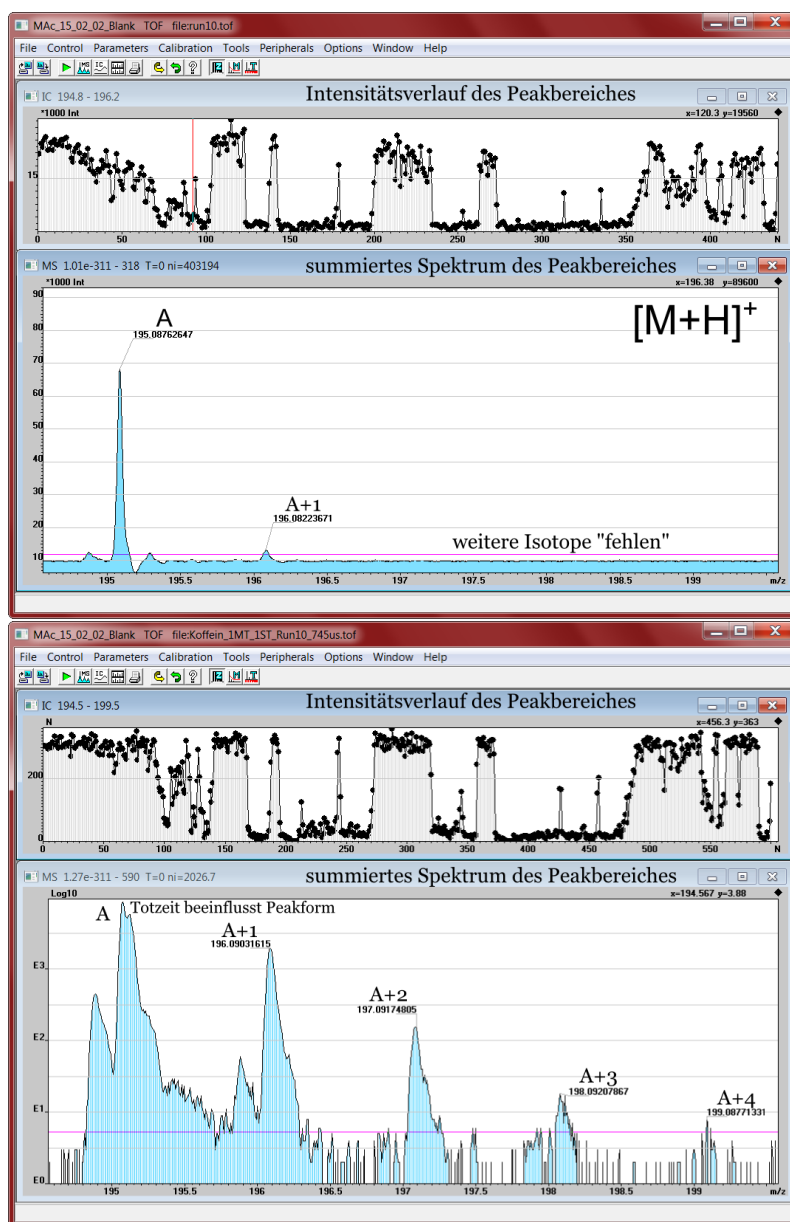 MAc_15_02_02_Blank TOF file:run10.tof
File Control Parameters Calibration Tools Peripherals Options Window Help
IC 194.8 - 196.2 Intensitätsverlauf des Peakbereiches
*1000 Int x=120.3 y=19560
15
0 50 100 150 200 250 300 350 400 N
MS 1.01e-311 - 318 T=0 ni=403194 summiertes Spektrum des Peakbereiches
*1000 Int x=196.38 y=89600
90
[M+H]+
A
195.08762647
80
70
60
50
40
30
A+1
196.08223671
20
weitere Isotope "fehlen"
10
195 195.5 196 196.5 197 197.5 198 198.5 199 m/z
MAc_15_02_02_Blank TOF file:Koffein_1MT_1ST_Run10_745us.tof
File Control Parameters Calibration Tools Peripherals Options Window Help
IC 194.5 - 199.5 Intensitätsverlauf des Peakbereiches
N x=456.3 y=363
200
0
0 50 100 150 200 250 300 350 400 450 500 550 N
MS 1.27e-311 - 590 T=0 ni=2026.7 summiertes Spektrum des Peakbereiches
Log10 x=194.567 y=3.88
A Totzeit beeinflusst Peakform
A+1
196.09031615
E3
A+2
197.09174805
E2
A+3
198.09207867
A+4
199.08771331
E1
E0
195 195.5 196 196.5 197 197.5 198 198.5 199 m/z